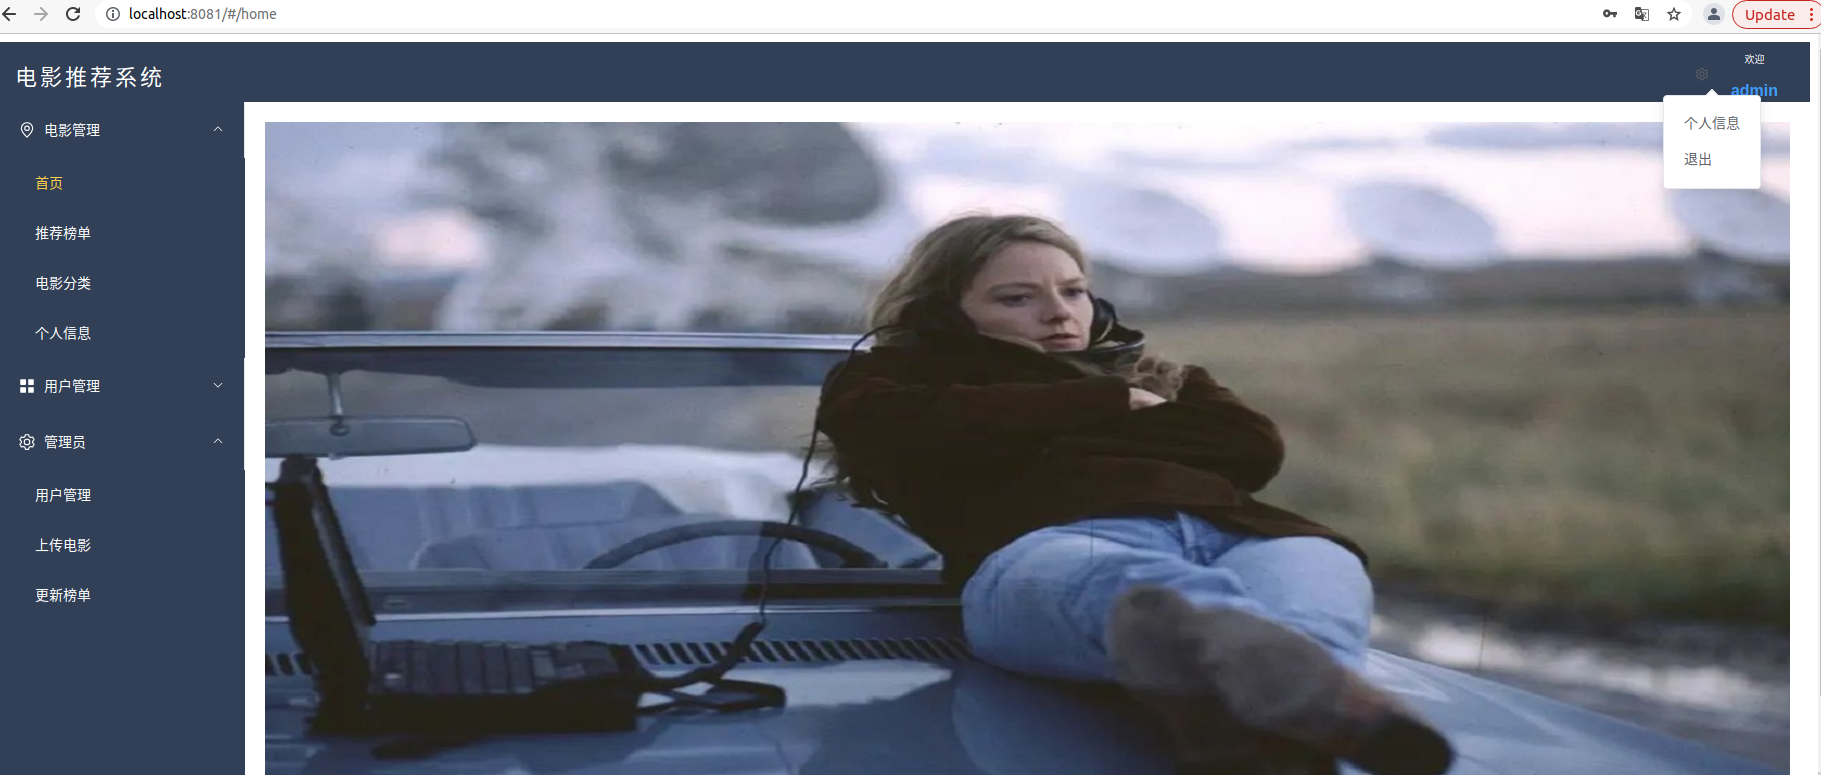 localhost:8081/#/home
Update
电影推荐系统
欢迎
admin
个人信息
退出
电影管理
首页
推荐榜单
电影分类
个人信息
用户管理
管理员
用户管理
上传电影
更新榜单